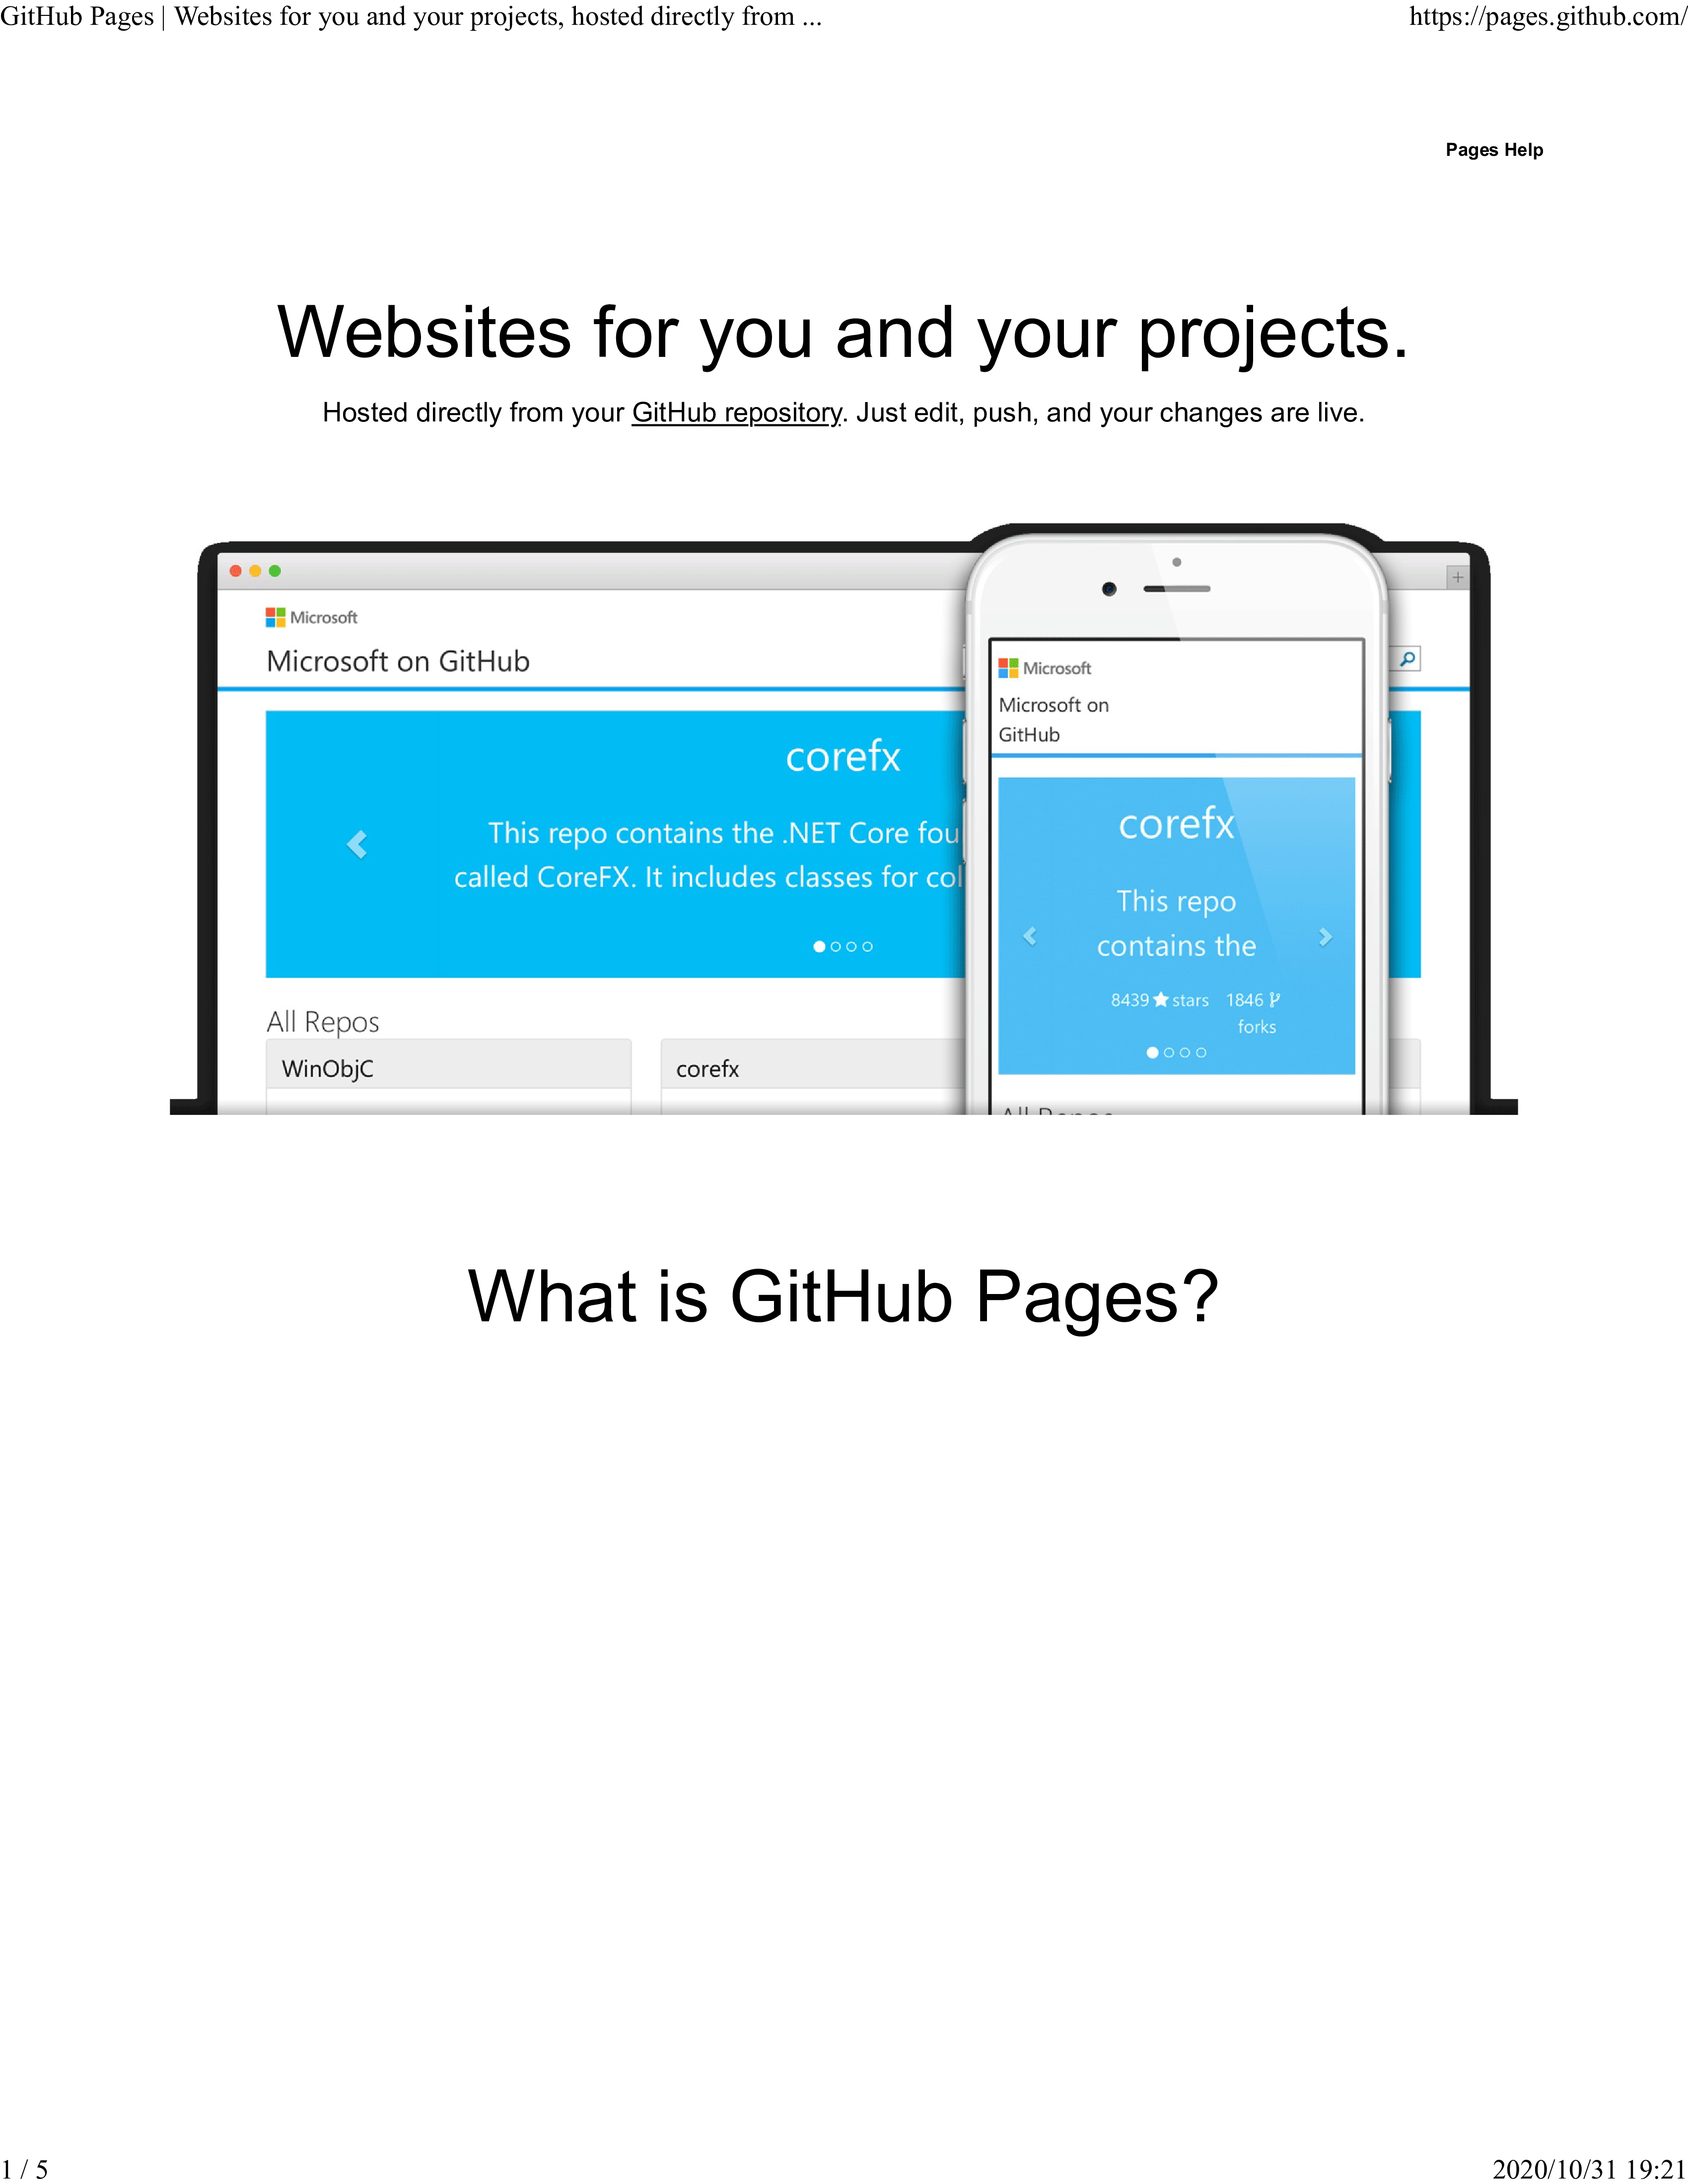 GitHub Pages | Websites for you and your projects, hosted directly from ...
https://pages.github.com/
Pages Help
Websites for you and your projects.
Hosted directly from your GitHub repository. Just edit, push, and your changes are live.
Microsoft
Microsoft on GitHub
corefx
This repo contains the .NET Core fou
called CoreFX. It includes classes for col
All Repos
WinObjC
corefx
Microsoft
Microsoft on
GitHub
corefx
This repo
contains the
8439 stars 1846
forks
What is GitHub Pages?
1 / 5
2020/10/31 19:21